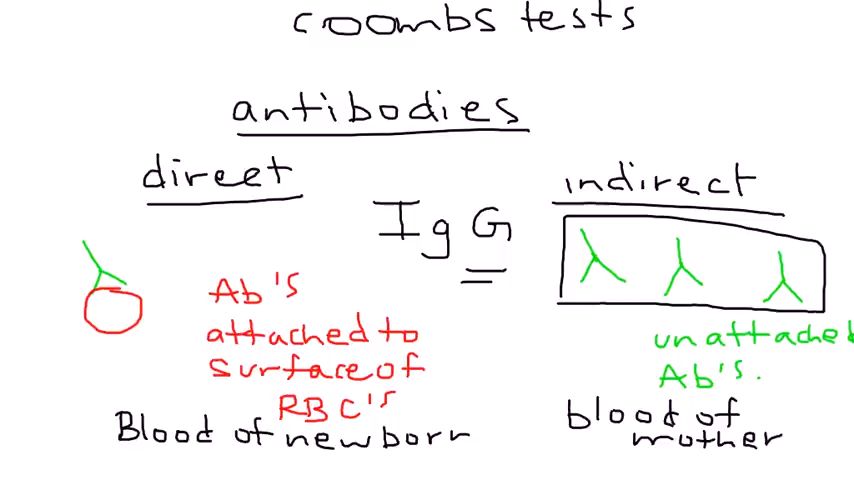 coombs tests
antibodies
direct
indirect
IgG
Ab's
attached to
surface of
RBC's
Blood of newborn
unattached
Ab's.
blood of
mother